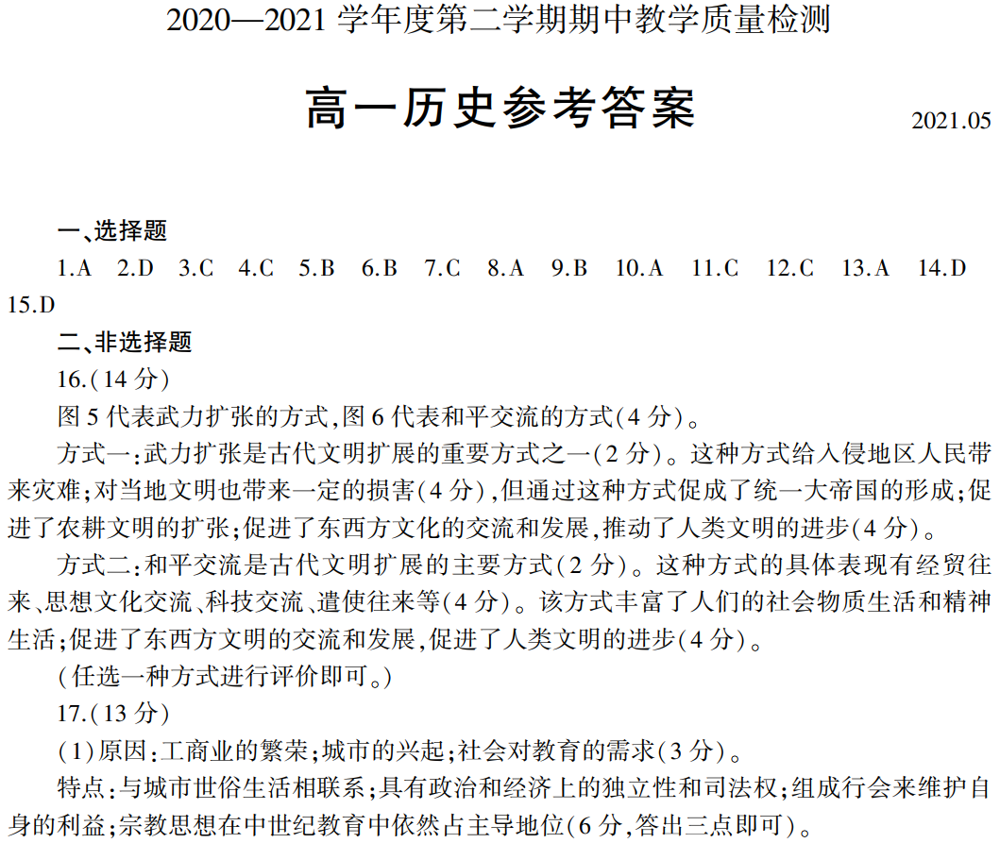 2020—2021 学年度第二学期期中教学质量检测
高一历史参考答案
2021.05
一、选择题
1.A 2.D 3.C 4.C 5.B 6.B 7.C 8.A 9.B 10.A 11.C 12.C 13.A 14.D
15.D
二、非选择题
16.(14 分)
图 5 代表武力扩张的方式,图 6 代表和平交流的方式(4 分)。
方式一:武力扩张是古代文明扩展的重要方式之一(2 分)。这种方式给入侵地区人民带
来灾难;对当地文明也带来一定的损害(4 分),但通过这种方式促成了统一大帝国的形成;促
进了农耕文明的扩张;促进了东西方文化的交流和发展,推动了人类文明的进步(4 分)。
方式二:和平交流是古代文明扩展的主要方式(2 分)。这种方式的具体表现有经贸往
来、思想文化交流、科技交流、遣使往来等(4 分)。该方式丰富了人们的社会物质生活和精神
生活;促进了东西方文明的交流和发展,促进了人类文明的进步(4 分)。
(任选一种方式进行评价即可。)
17.(13 分)
(1)原因:工商业的繁荣;城市的兴起;社会对教育的需求(3 分)。
特点:与城市世俗生活相联系;具有政治和经济上的独立性和司法权;组成行会来维护自
身的利益;宗教思想在中世纪教育中依然占主导地位(6 分,答出三点即可)。